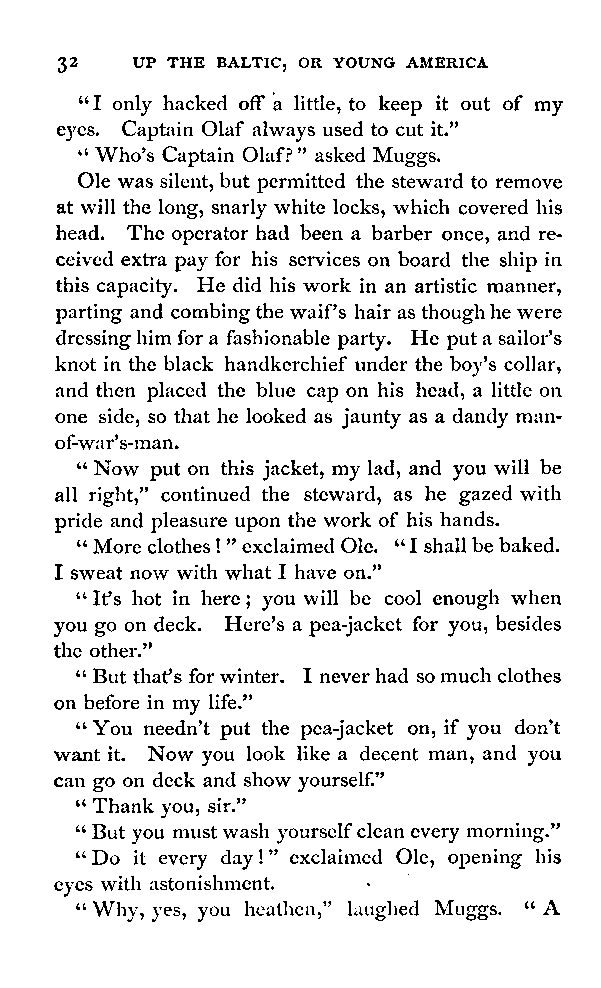 32 UP THE BALTIC, OR YOUNG AMERICA
"I only hacked off a little, to keep it out of my
eyes. Captain Olaf always used to cut it."
"Who's Captain Olaf?" asked Muggs.
Ole was silent, but permitted the steward to remove
at will the long, snarly white locks, which covered his
head. The operator had been a barber once, and re-
ceived extra pay for his services on board the ship in
this capacity. He did his work in an artistic manner,
parting and combing the waif's hair as though he were
dressing him for a fashionable party. He put a sailor's
knot in the black handkerchief under the boy's collar,
and then placed the blue cap on his head, a little on
one side, so that he looked as jaunty as a dandy man-
of-war's-man.
"Now put on this jacket, my lad, and you will be
all right," continued the steward, as he gazed with
pride and pleasure upon the work of his hands.
"More clothes!" exclaimed Ole. "I shall be baked.
I sweat now with what I have on."
"It's hot in here; you will be cool enough when
you go on deck. Here's a pea-jacket for you, besides
the other."
"But that's for winter. I never had so much clothes
on before in my life."
"You needn't put the pea-jacket on, if you don't
want it. Now you look like a decent man, and you
can go on deck and show yourself."
"Thank you, sir."
"But you must wash yourself clean every morning."
"Do it every day!" exclaimed Ole, opening his
eyes with astonishment.
"Why, yes, you heathen," laughed Muggs. "A